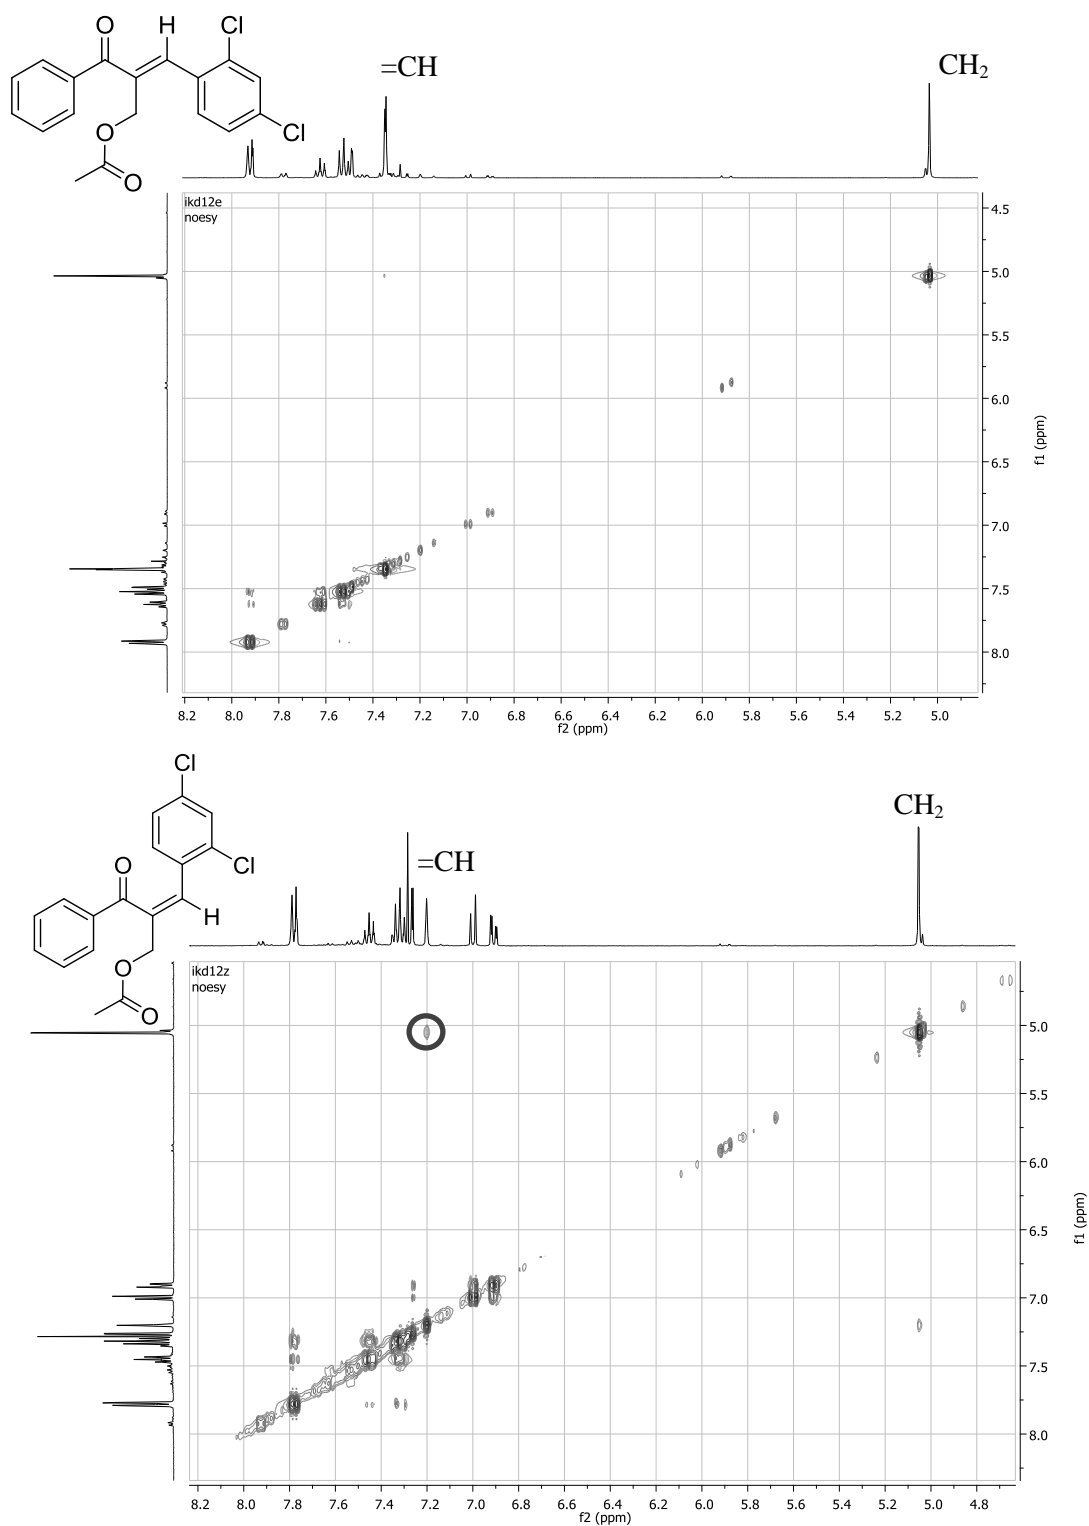 O H Cl
=CH CH₂
Cl
O
O
ikd12e
noesy
4.5
5.0
5.5
6.0
6.5
7.0
7.5
8.0
f1 (ppm)
8.2 8.0 7.8 7.6 7.4 7.2 7.0 6.8 6.6 6.4 6.2 6.0 5.8 5.6 5.4 5.2 5.0
f2 (ppm)
Cl
CH₂
Cl
=CH
O
H
O
O
ikd12z
noesy
5.0
5.5
6.0
6.5
7.0
7.5
8.0
f1 (ppm)
8.2 8.0 7.8 7.6 7.4 7.2 7.0 6.8 6.6 6.4 6.2 6.0 5.8 5.6 5.4 5.2 5.0 4.8
f2 (ppm)